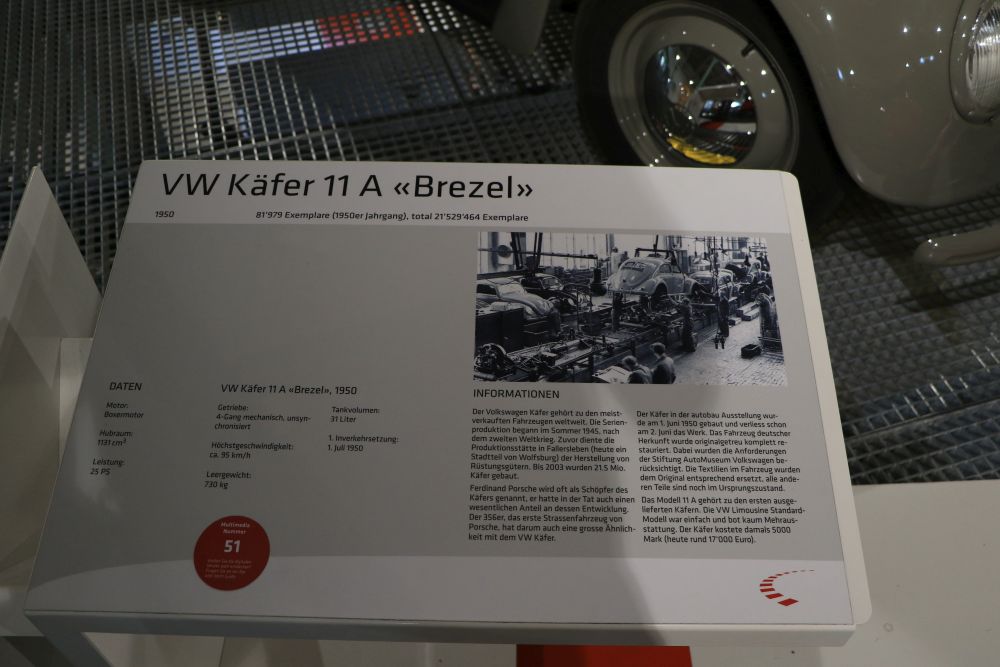 VW Käfer 11 A «Brezel»
1950 81'979 Exemplare (1950er Jahrgang), total 21'529'464 Exemplare
DATEN
Motor:
Boxermotor
Hubraum:
1131 cm³
Leistung:
25 PS
VW Käfer 11 A «Brezel», 1950
Getriebe:
4-Gang mechanisch, unsyn-
chronisiert
Höchstgeschwindigkeit:
ca. 95 km/h
Leergewicht:
730 kg
Tankvolumen:
31 Liter
1. Inverkehrsetzung:
1. Juli 1950
Multimedia
Nummer
51
INFORMATIONEN
Der Volkswagen Käfer gehört zu den meist-
verkauften Fahrzeugen weltweit. Die Serien-
produktion begann im Sommer 1945, nach
dem zweiten Weltkrieg. Zuvor diente die
Produktionsstätte in Fallersleben (heute ein
Stadtteil von Wolfsburg) der Herstellung von
Rüstungsgütern. Bis 2003 wurden 21.5 Mio.
Käfer gebaut.
Ferdinand Porsche wird oft als Schöpfer des
Käfers genannt, er hatte in der Tat auch einen
wesentlichen Anteil an dessen Entwicklung.
Der 356er, das erste Strassenfahrzeug von
Porsche, hat darum auch eine grosse Ähnlich-
keit mit dem VW Käfer.
Der Käfer in der autobau Ausstellung wur-
de am 1. Juni 1950 gebaut und verliess schon
am 2. Juni das Werk. Das Fahrzeug deutscher
Herkunft wurde originalgetreu komplett re-
stauriert. Dabei wurden die Anforderungen
der Stiftung AutoMuseum Volkswagen be-
rücksichtigt. Die Textilien im Fahrzeug wurden
dem Original entsprechend ersetzt, alle ande-
ren Teile sind noch im Ursprungszustand.
Das Modell 11 A gehört zu den ersten ausge-
lieferten Käfern. Die VW Limousine Standard-
Modell war einfach und bot kaum Mehraus-
stattung. Der Käfer kostete damals 5000
Mark (heute rund 17'000 Euro).